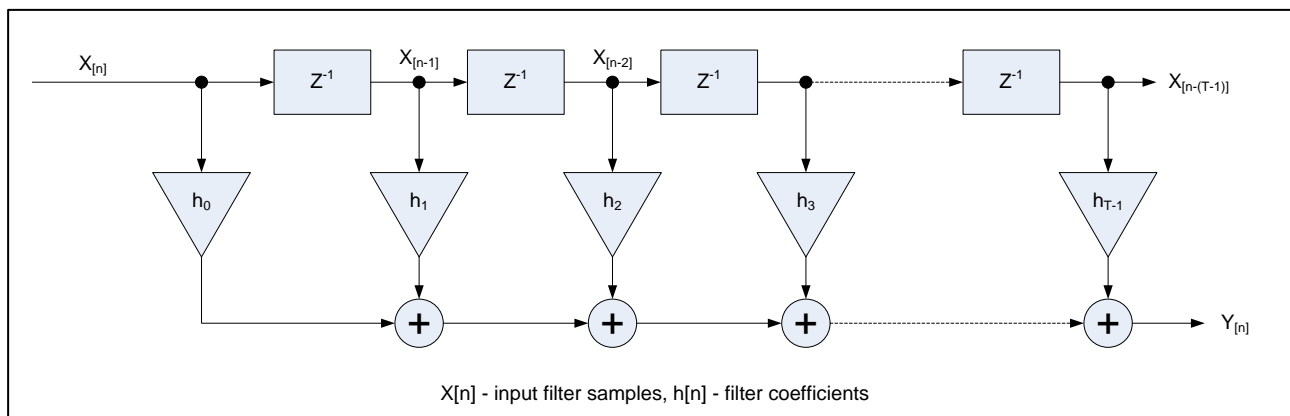 X[n]
X[n-1]
X[n-2]
X[n-(T-1)]
Z-1
Z-1
Z-1
Z-1
h0
h1
h2
h3
hT-1
+
+
+
+
Y[n]
X[n] - input filter samples, h[n] - filter coefficients